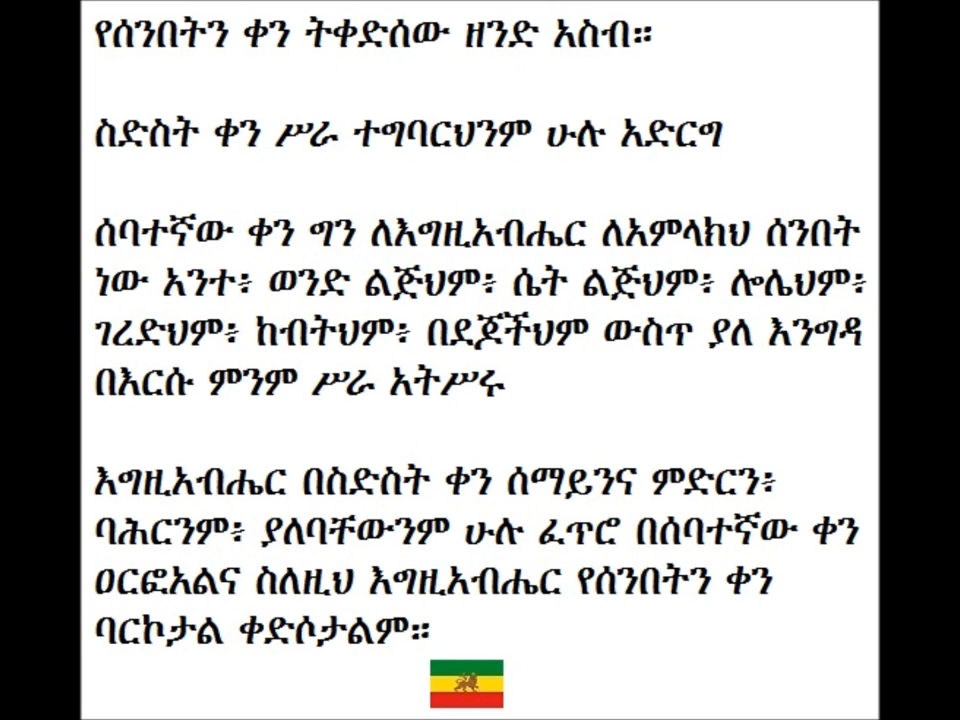 የሰንበትን ቀን ትቀድሰው ዘንድ አስብ።
ስድስት ቀን ሥራ ተግባርህንም ሁሉ አድርግ
ሰባተኛው ቀን ግን ለእግዚአብሔር ለአምላክህ ሰንበት
ነው አንተ፥ ወንድ ልጅህም፥ ሴት ልጅህም፥ ሎሌህም፥
ገረድህም፥ ከብትህም፥ በደጆችህም ውስጥ ያለ እንግዳ
በእርሱ ምንም ሥራ አትሥሩ
እግዚአብሔር በስድስት ቀን ሰማይንና ምድርን፥
ባሕርንም፥ ያለባቸውንም ሁሉ ፈጥሮ በሰባተኛው ቀን
ዐርፎአልና ስለዚህ እግዚአብሔር የሰንበትን ቀን
ባርኮታል ቀድሶታልም።